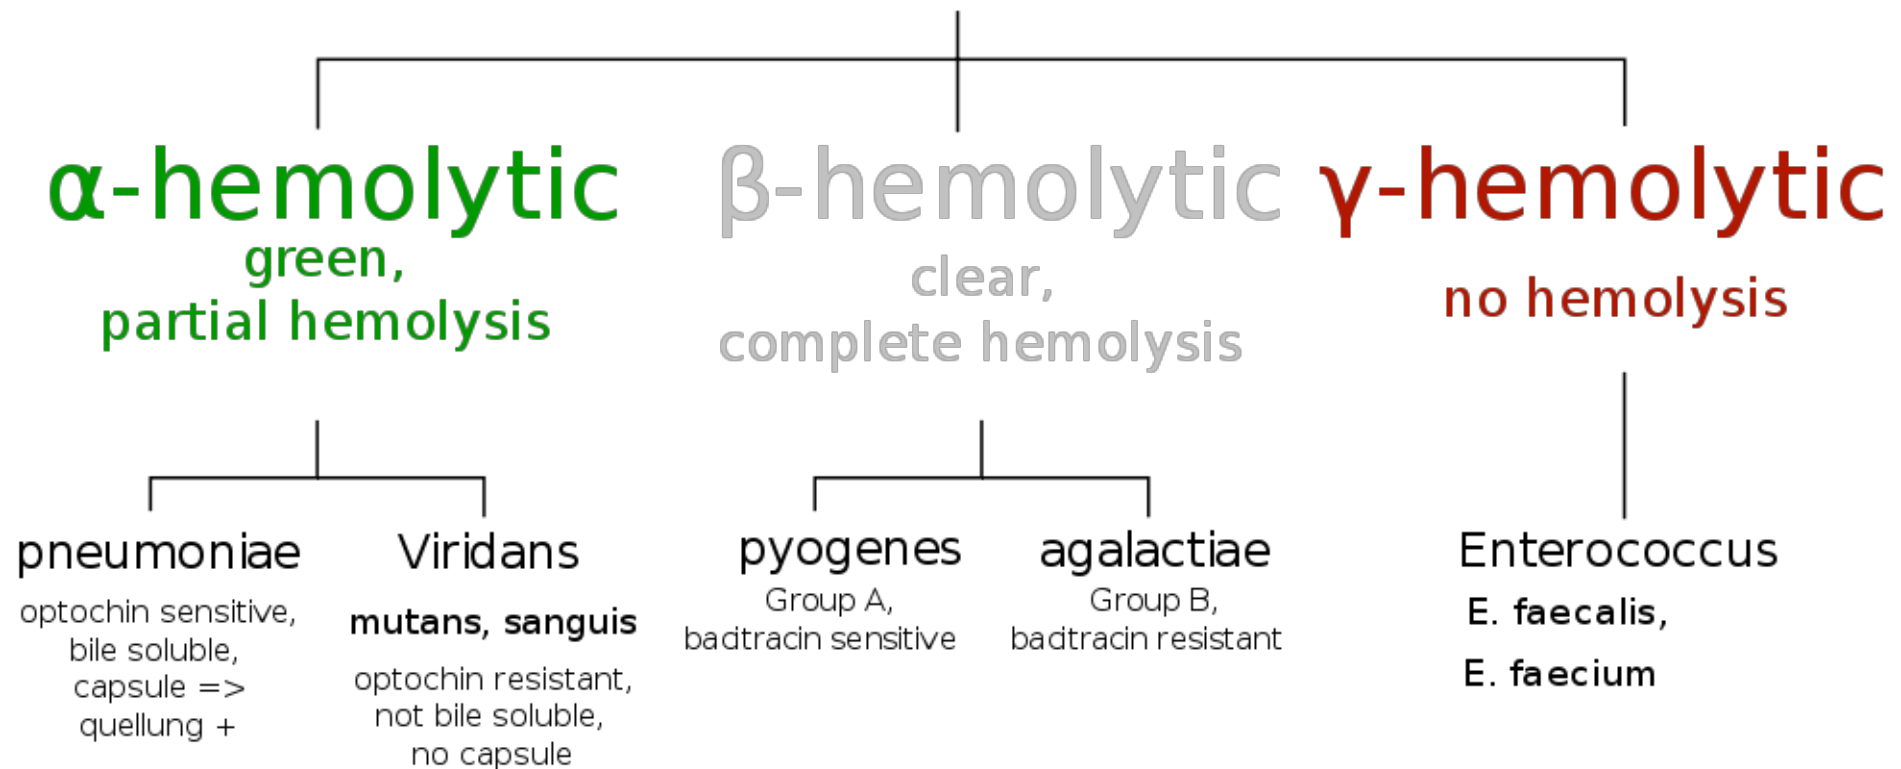 α-hemolytic
green,
partial hemolysis
β-hemolytic
clear,
complete hemolysis
γ-hemolytic
no hemolysis
pneumoniae
optochin sensitive,
bile soluble,
capsule =>
quellung +
Viridans
mutans, sanguis
optochin resistant,
not bile soluble,
no capsule
pyogenes
Group A,
bacitracin sensitive
agalactiae
Group B,
bacitracin resistant
Enterococcus
E. faecalis,
E. faecium